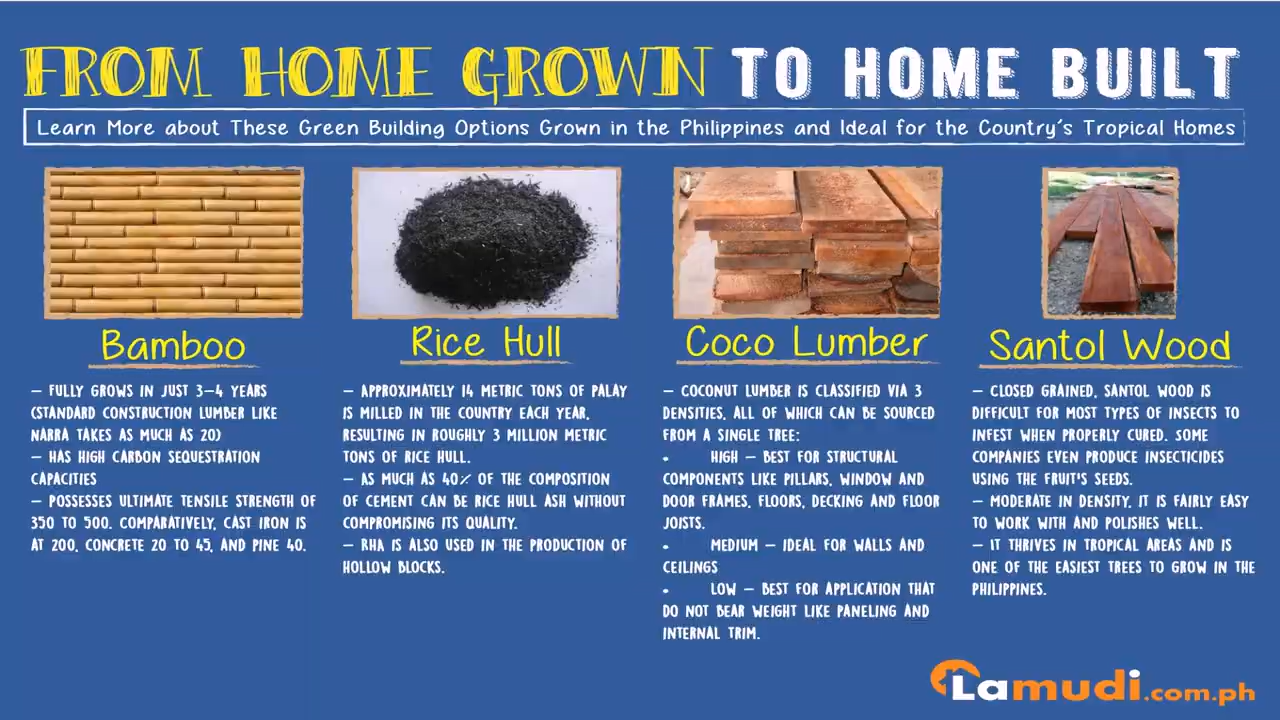 FROM HOME GROWN TO HOME BUILT
Learn More about These Green Building Options Grown in the Philippines and Ideal for the Country's Tropical Homes
Bamboo
– FULLY GROWS IN JUST 3–4 YEARS
(STANDARD CONSTRUCTION LUMBER LIKE
NARRA TAKES AS MUCH AS 20)
– HAS HIGH CARBON SEQUESTRATION
CAPACITIES
– POSSESSES ULTIMATE TENSILE STRENGTH OF
350 TO 500. COMPARATIVELY, CAST IRON IS
AT 200, CONCRETE 20 TO 45, AND PINE 40.
Rice Hull
– APPROXIMATELY 14 METRIC TONS OF PALAY
IS MILLED IN THE COUNTRY EACH YEAR,
RESULTING IN ROUGHLY 3 MILLION METRIC
TONS OF RICE HULL.
– AS MUCH AS 40% OF THE COMPOSITION
OF CEMENT CAN BE RICE HULL ASH WITHOUT
COMPROMISING ITS QUALITY.
– RHA IS ALSO USED IN THE PRODUCTION OF
HOLLOW BLOCKS.
Coco Lumber
– COCONUT LUMBER IS CLASSIFIED VIA 3
DENSITIES, ALL OF WHICH CAN BE SOURCED
FROM A SINGLE TREE:
• HIGH – BEST FOR STRUCTURAL
COMPONENTS LIKE PILLARS, WINDOW AND
DOOR FRAMES, FLOORS, DECKING AND FLOOR
JOISTS.
• MEDIUM – IDEAL FOR WALLS AND
CEILINGS
• LOW – BEST FOR APPLICATION THAT
DO NOT BEAR WEIGHT LIKE PANELING AND
INTERNAL TRIM.
Santol Wood
– CLOSED GRAINED, SANTOL WOOD IS
DIFFICULT FOR MOST TYPES OF INSECTS TO
INFEST WHEN PROPERLY CURED. SOME
COMPANIES EVEN PRODUCE INSECTICIDES
USING THE FRUIT'S SEEDS.
– MODERATE IN DENSITY, IT IS FAIRLY EASY
TO WORK WITH AND POLISHES WELL.
– IT THRIVES IN TROPICAL AREAS AND IS
ONE OF THE EASIEST TREES TO GROW IN THE
PHILIPPINES.
Lamudi.com.ph